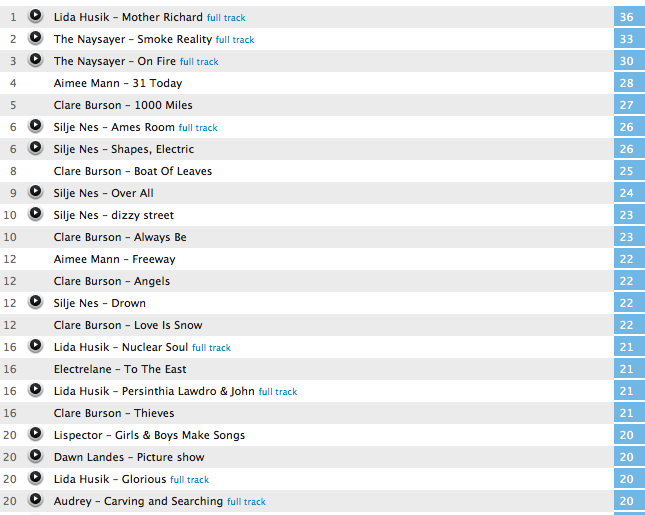 1 Lida Husik – Mother Richard full track 36
2 The Naysayer – Smoke Reality full track 33
3 The Naysayer – On Fire full track 30
4 Aimee Mann – 31 Today 28
5 Clare Burson – 1000 Miles 27
6 Silje Nes – Ames Room full track 26
6 Silje Nes – Shapes, Electric 26
8 Clare Burson – Boat Of Leaves 25
9 Silje Nes – Over All 24
10 Silje Nes – dizzy street 23
10 Clare Burson – Always Be 23
12 Aimee Mann – Freeway 22
12 Clare Burson – Angels 22
12 Silje Nes – Drown 22
12 Clare Burson – Love Is Snow 22
16 Lida Husik – Nuclear Soul full track 21
16 Electrelane – To The East 21
16 Lida Husik – Persinthia Lawdro & John full track 21
16 Clare Burson – Thieves 21
20 Lispector – Girls & Boys Make Songs 20
20 Dawn Landes – Picture show 20
20 Lida Husik – Glorious full track 20
20 Audrey – Carving and Searching full track 20